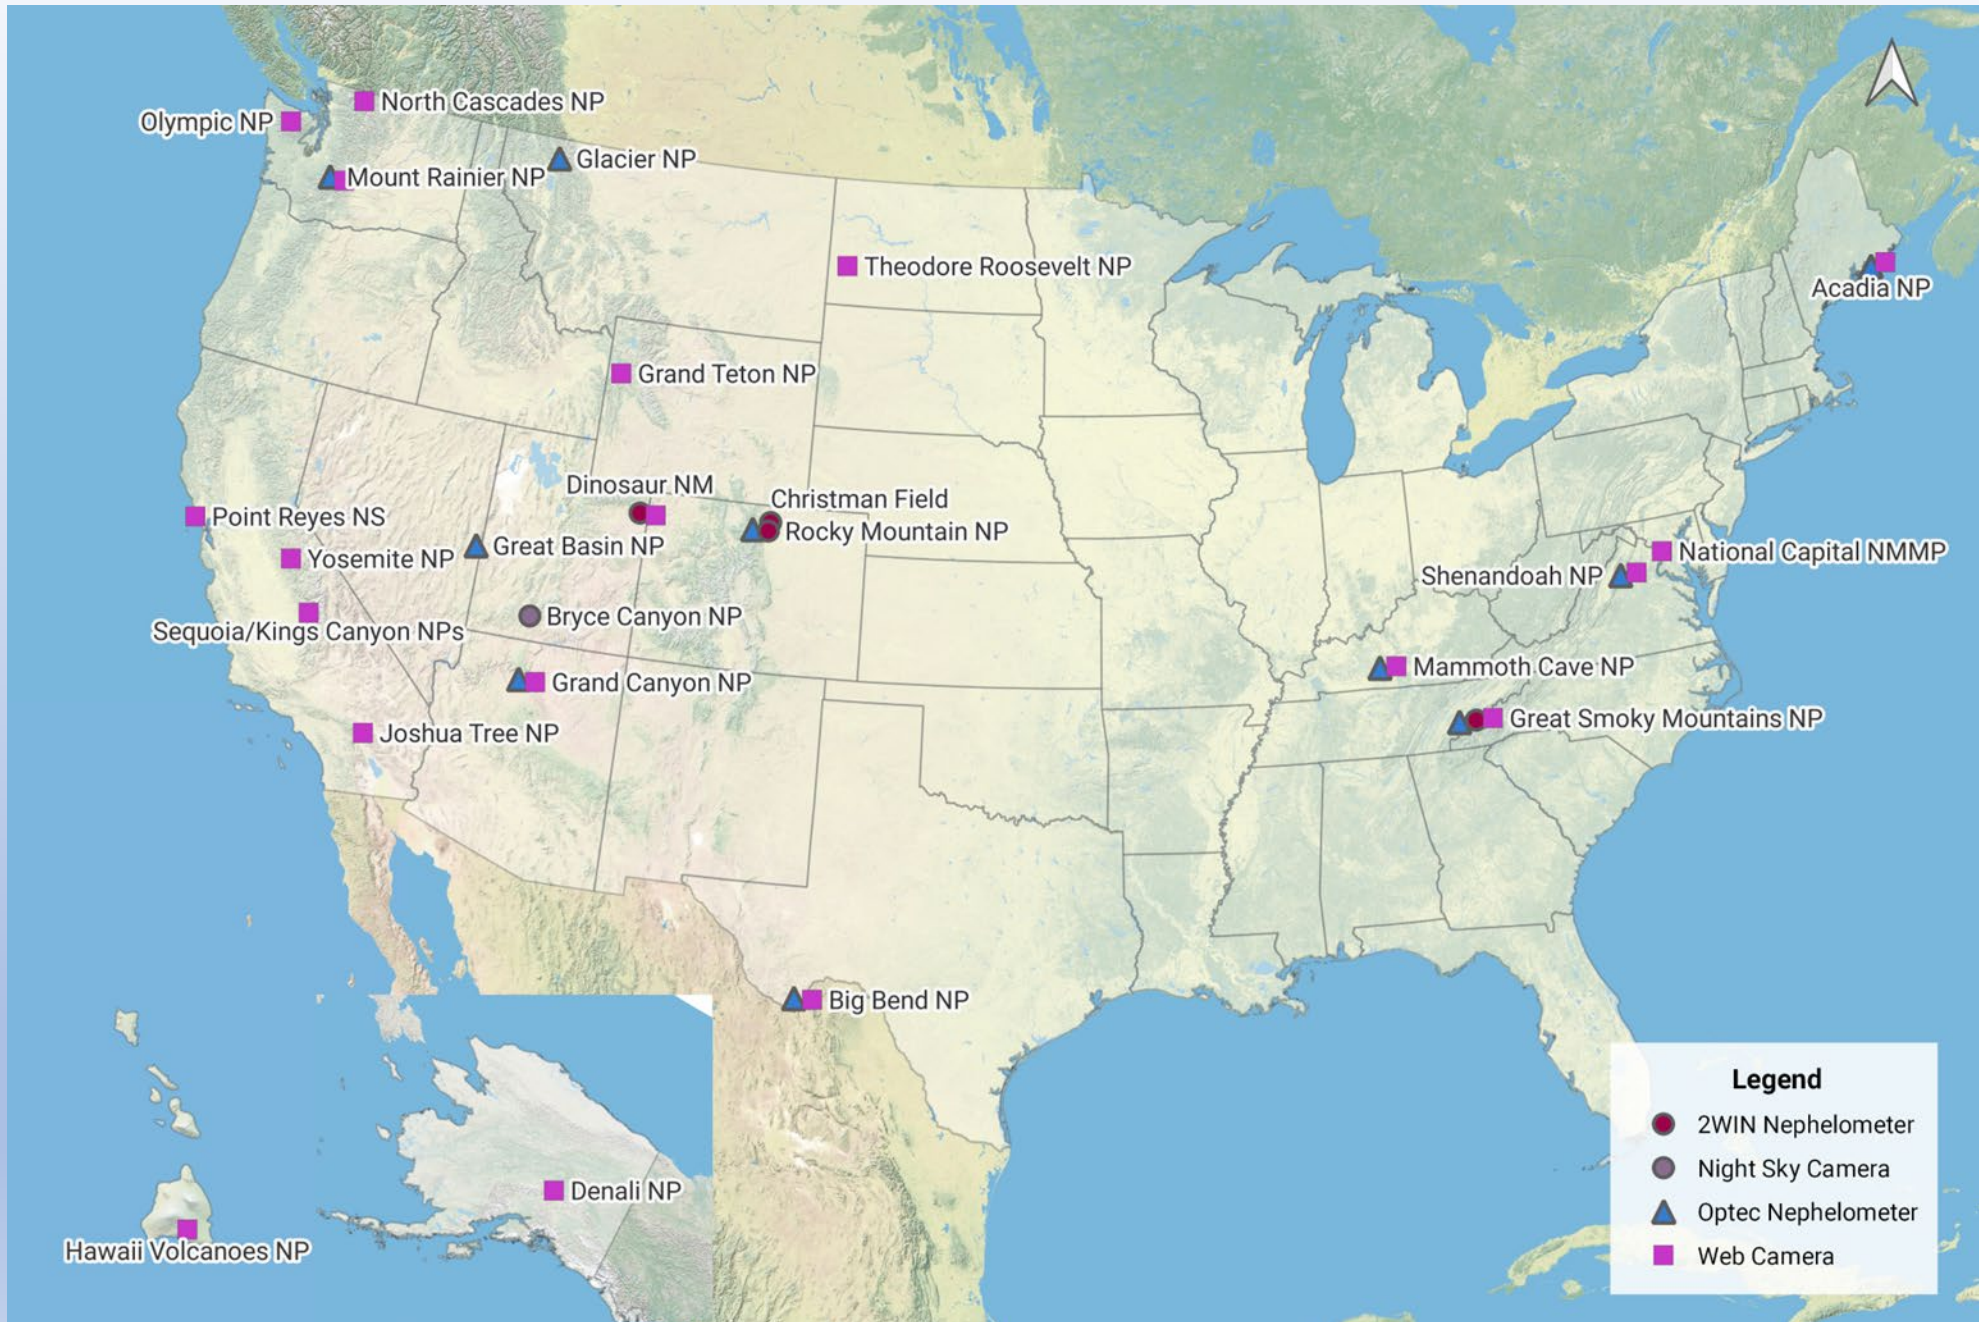 North Cascades NP
Olympic NP
Glacier NP
Mount Rainier NP
Theodore Roosevelt NP
Acadia NP
Grand Teton NP
Dinosaur NM
Christman Field
Point Reyes NS
Rocky Mountain NP
Great Basin NP
Yosemite NP
National Capital NMMP
Shenandoah NP
Bryce Canyon NP
Sequoia/Kings Canyon NPs
Mammoth Cave NP
Grand Canyon NP
Great Smoky Mountains NP
Joshua Tree NP
Big Bend NP
Denali NP
Hawaii Volcanoes NP
Legend
2WIN Nephelometer
Night Sky Camera
Optec Nephelometer
Web Camera